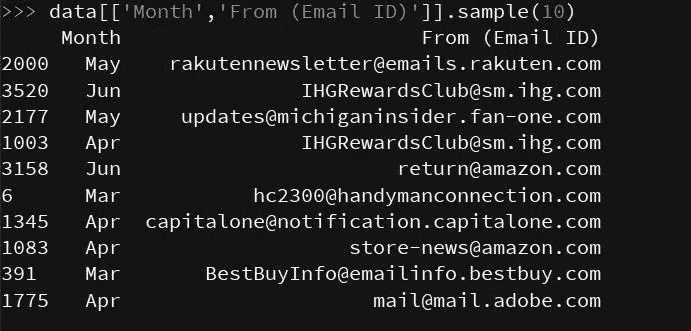 >>> data[['Month','From (Email ID)']].sample(10)
Month From (Email ID)
2000 May rakutennewsletter@emails.rakuten.com
3520 Jun IHGRewardsClub@sm.ihg.com
2177 May updates@michiganinsider.fan-one.com
1003 Apr IHGRewardsClub@sm.ihg.com
3158 Jun return@amazon.com
6 Mar hc2300@handymanconnection.com
1345 Apr capitalone@notification.capitalone.com
1083 Apr store-news@amazon.com
391 Mar BestBuyInfo@emailinfo.bestbuy.com
1775 Apr mail@mail.adobe.com